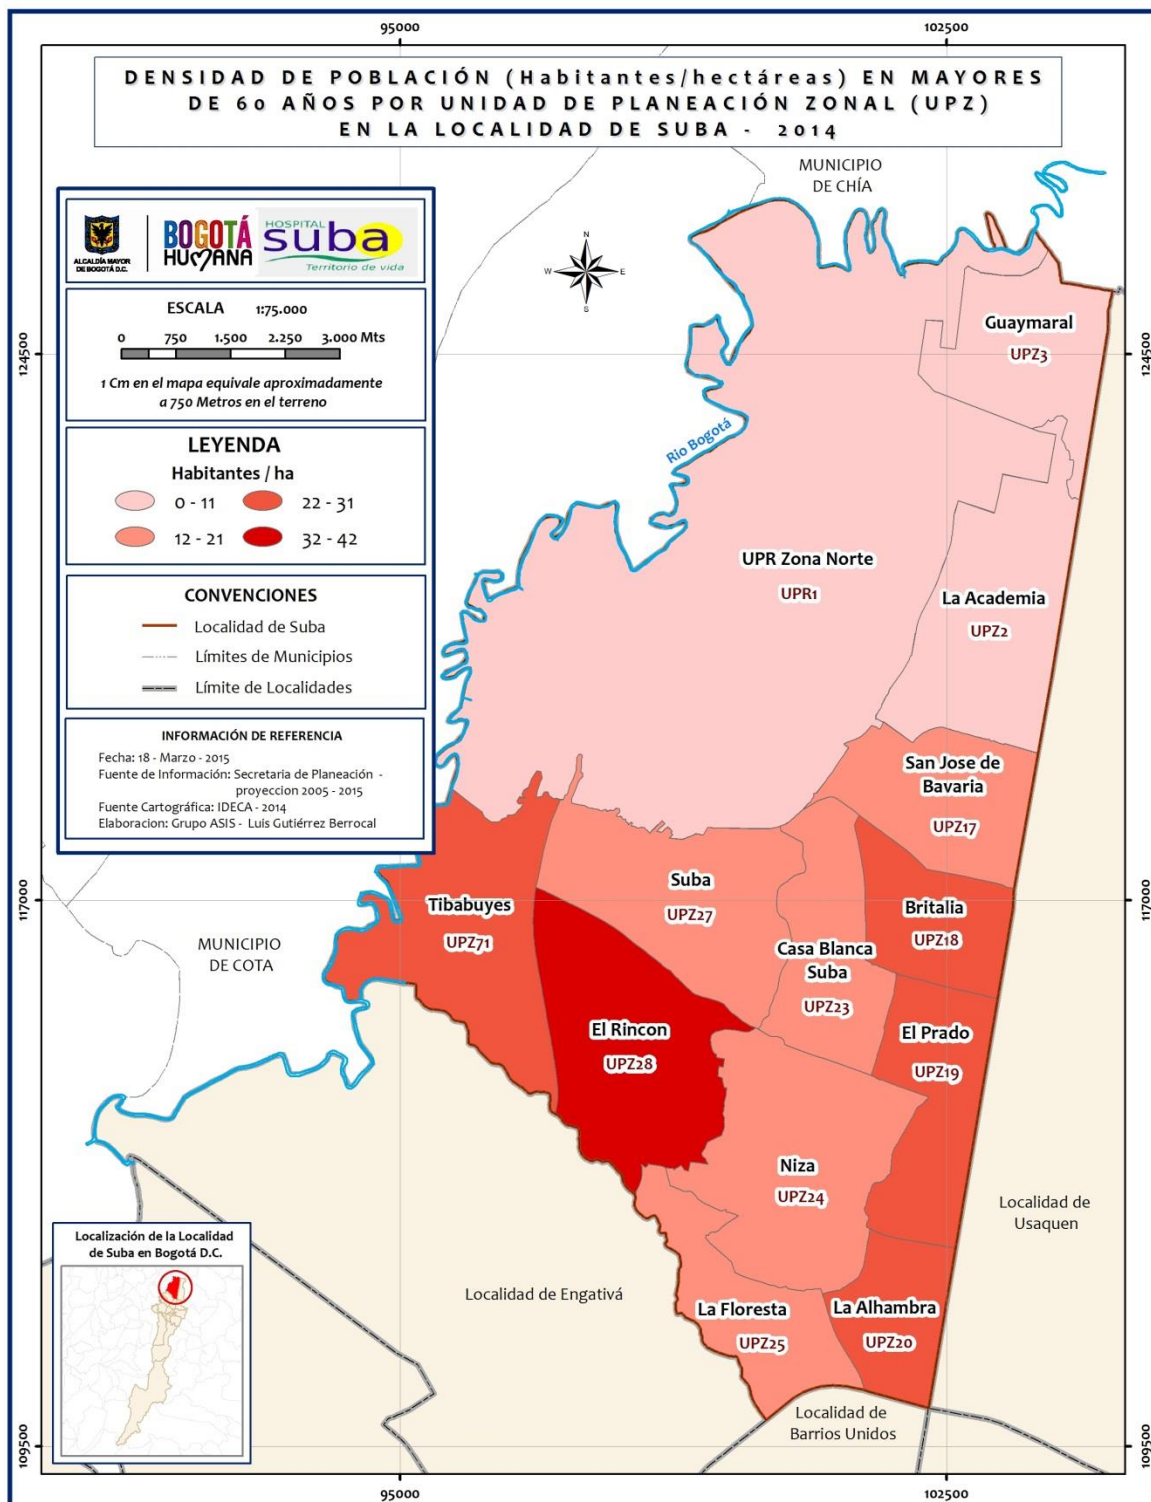 95000
102500
DENSIDAD DE POBLACIÓN (Habitantes/hectáreas) EN MAYORES
DE 60 AÑOS POR UNIDAD DE PLANEACIÓN ZONAL (UPZ)
EN LA LOCALIDAD DE SUBA - 2014
ALCALDÍA MAYOR
DE BOGOTÁ D.C.
BOGOTÁ
HUMANA
HOSPITAL
suba
Territorio de vida
ESCALA 1:75.000
0 750 1.500 2.250 3.000 Mts
1 Cm en el mapa equivale aproximadamente
a 750 Metros en el terreno
LEYENDA
Habitantes / ha
0 - 11
22 - 31
12 - 21
32 - 42
CONVENCIONES
Localidad de Suba
Límites de Municipios
Límite de Localidades
INFORMACIÓN DE REFERENCIA
Fecha: 18 - Marzo - 2015
Fuente de Información: Secretaria de Planeación -
proyeccion 2005 - 2015
Fuente Cartográfica: IDECA - 2014
Elaboracion: Grupo ASIS - Luis Gutiérrez Berrocal
N
W
E
S
MUNICIPIO
DE CHÍA
Guaymaral
UPZ3
124500
124500
Rio Bogotá
UPR Zona Norte
UPR1
La Academia
UPZ2
San Jose de
Bavaria
UPZ17
Suba
UPZ27
Tibabuyes
UPZ71
Britalia
UPZ18
117000
117000
MUNICIPIO
DE COTA
Casa Blanca
Suba
UPZ23
El Rincon
UPZ28
El Prado
UPZ19
Niza
UPZ24
Localidad de
Usaquen
Localización de la Localidad
de Suba en Bogotá D.C.
Localidad de Engativá
La Floresta
UPZ25
La Alhambra
UPZ20
Localidad de
Barrios Unidos
109500
109500
95000
102500